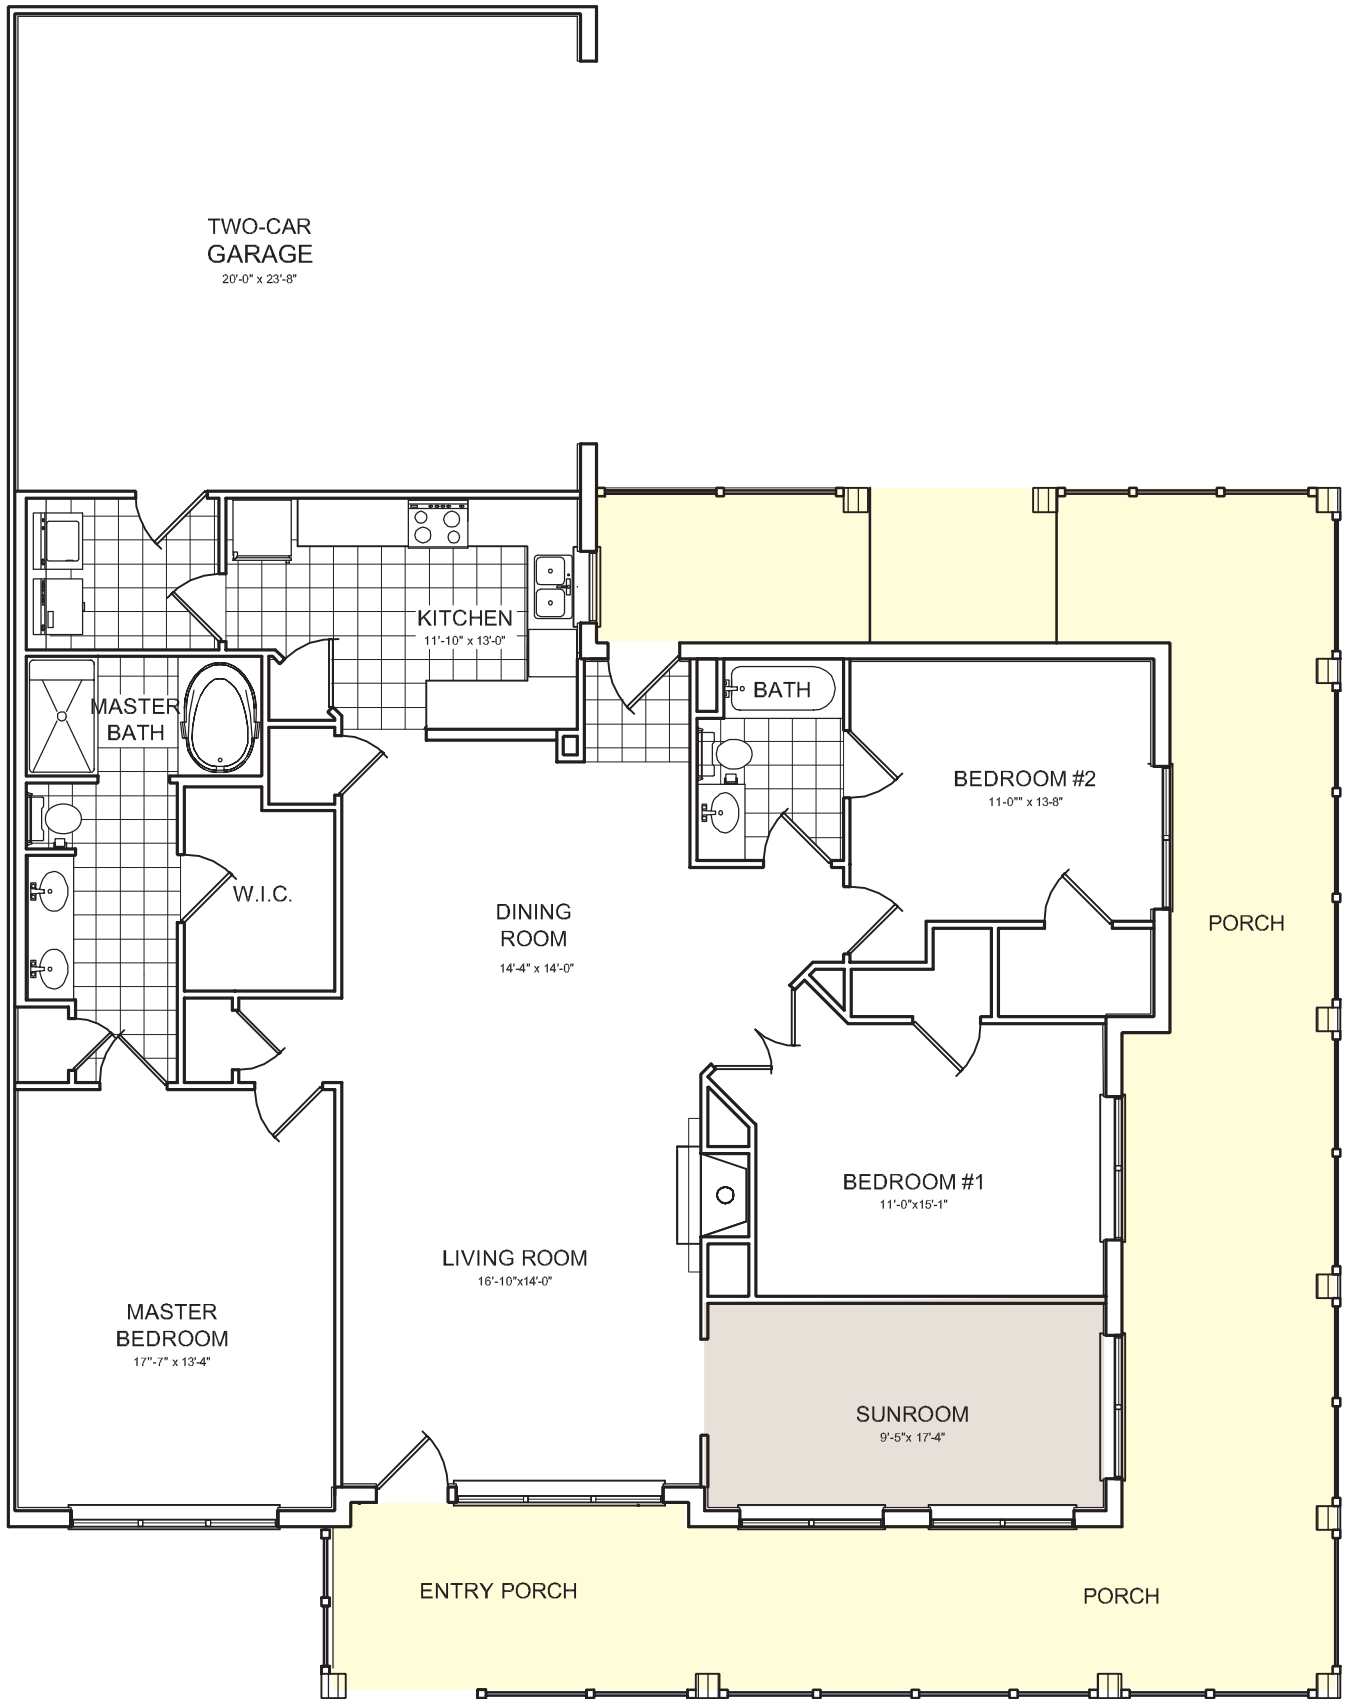 TWO-CAR
GARAGE
20'-0" x 23'-8"
KITCHEN
11'-10" x 13'-0"
MASTER
BATH
BATH
BEDROOM #2
11-0"" x 13-8"
W.I.C.
DINING
ROOM
14'-4" x 14'-0"
PORCH
BEDROOM #1
11'-0"x15'-1"
LIVING ROOM
16'-10"x14'-0"
MASTER
BEDROOM
17"-7" x 13'-4"
SUNROOM
9'-5"x 17'-4"
ENTRY PORCH
PORCH